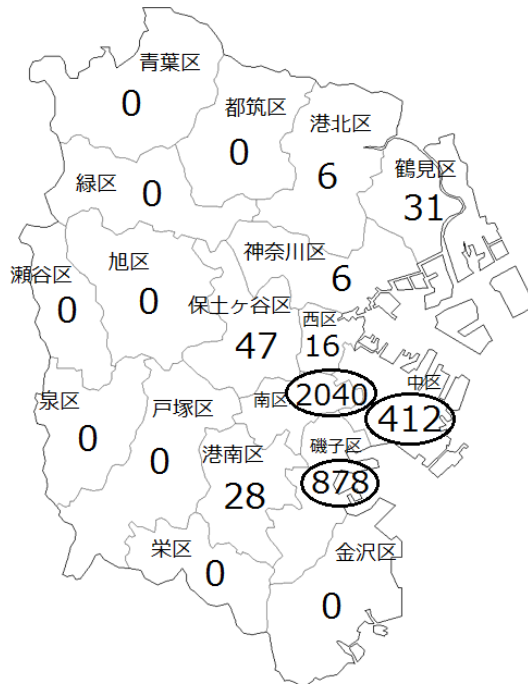 青葉区
0
都筑区
0
港北区
6
鶴見区
31
緑区
0
神奈川区
6
旭区
0
瀬谷区
0
保土ヶ谷区
47
西区
16
南区
2040
中区
412
泉区
0
戸塚区
0
港南区
28
磯子区
878
栄区
0
金沢区
0